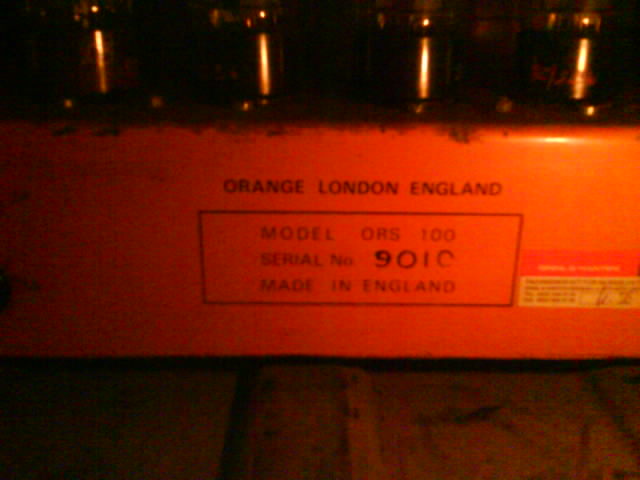 ORANGE LONDON ENGLAND
MODEL ORS 100
SERIAL No. 9010
MADE IN ENGLAND